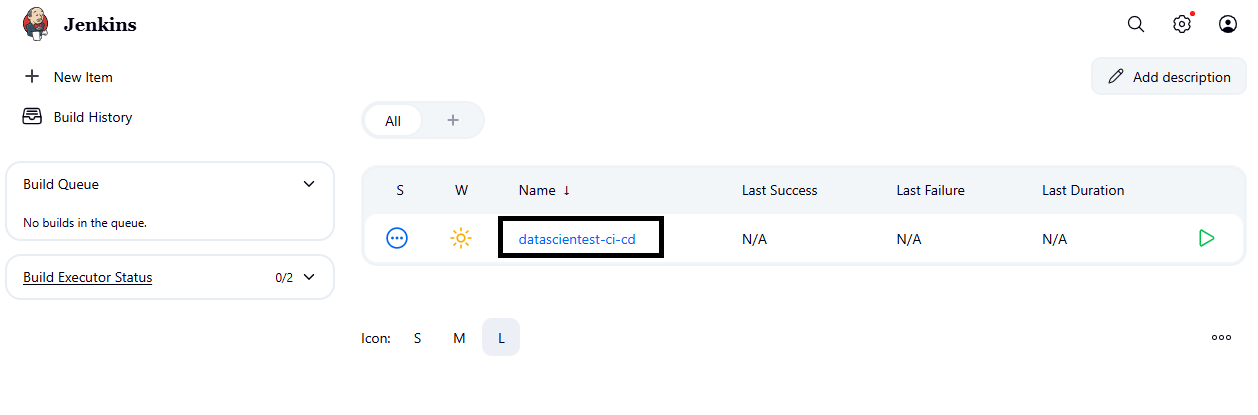 Jenkins
New Item
Add description
Build History
All +
Build Queue
No builds in the queue.
Build Executor Status 0/2
S W Name ↓ Last Success Last Failure Last Duration
datascientest-ci-cd N/A N/A N/A
Icon: S M L